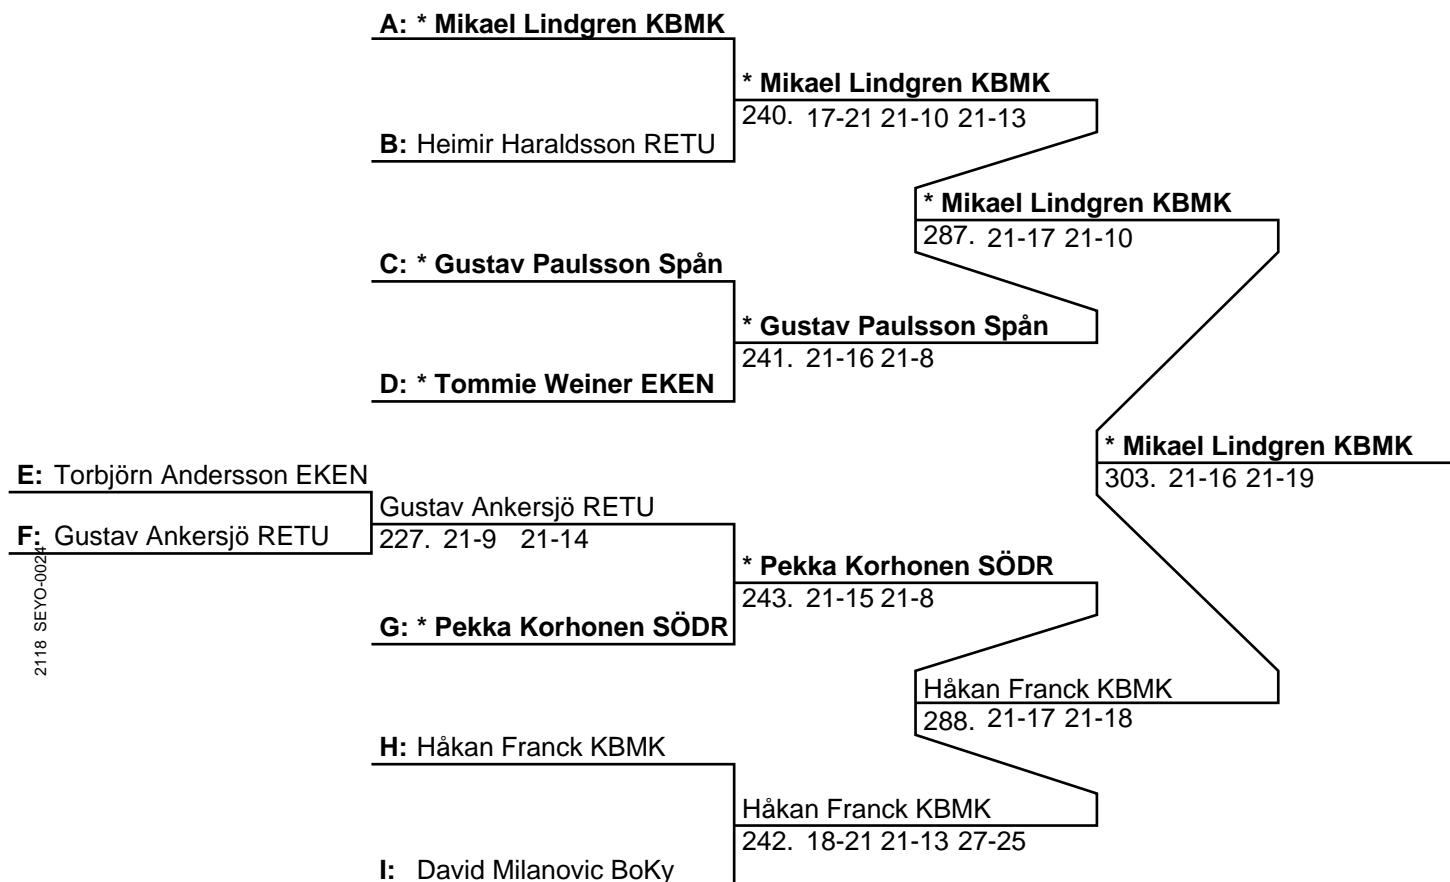 A: * Mikael Lindgren KBMK
* Mikael Lindgren KBMK
240. 17-21 21-10 21-13
B: Heimir Haraldsson RETU
* Mikael Lindgren KBMK
287. 21-17 21-10
C: * Gustav Paulsson Spån
* Gustav Paulsson Spån
241. 21-16 21-8
D: * Tommie Weiner EKEN
* Mikael Lindgren KBMK
303. 21-16 21-19
E: Torbjörn Andersson EKEN
Gustav Ankersjö RETU
F: Gustav Ankersjö RETU
227. 21-9 21-14
* Pekka Korhonen SÖDR
243. 21-15 21-8
G: * Pekka Korhonen SÖDR
2118 SEYO-0024
Håkan Franck KBMK
288. 21-17 21-18
H: Håkan Franck KBMK
Håkan Franck KBMK
242. 18-21 21-13 27-25
I: David Milanovic BoKy